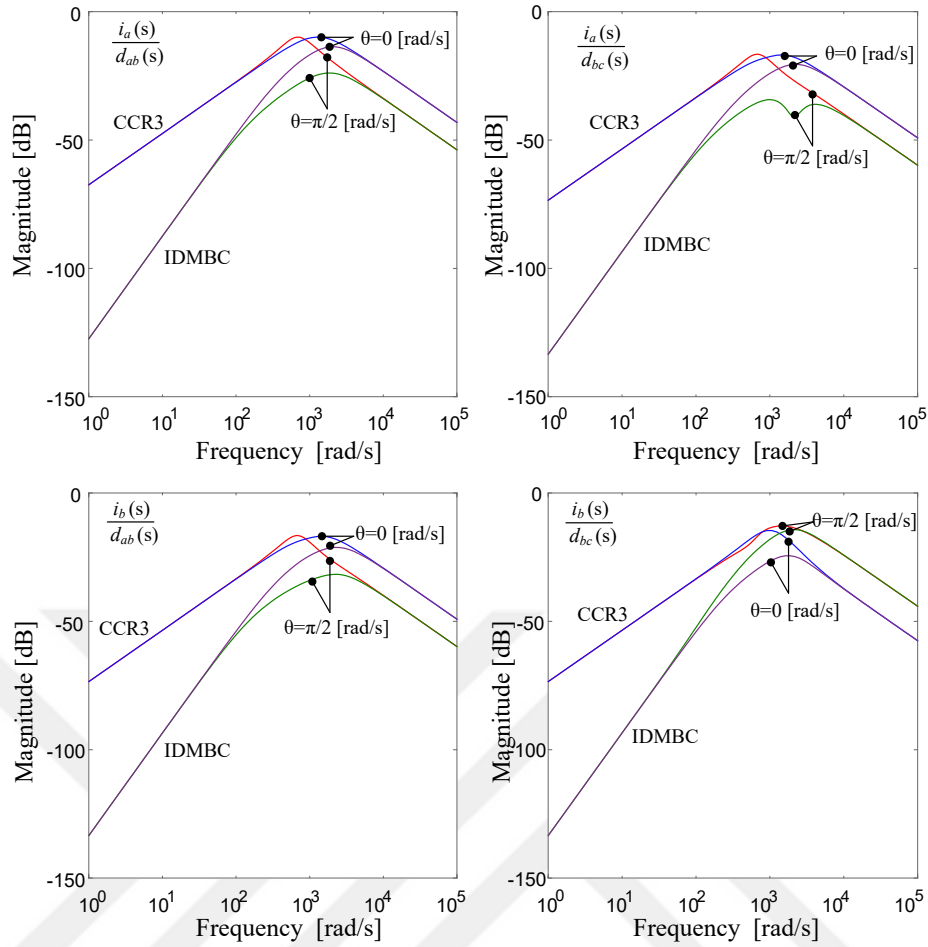 0
i_a(s)
d_ab(s)
θ=0 [rad/s]
-50
CCR3
θ=π/2 [rad/s]
Magnitude [dB]
-100
IDMBC
-150
10^0 10^1 10^2 10^3 10^4 10^5
Frequency [rad/s]
0
i_a(s)
d_bc(s)
θ=0 [rad/s]
-50
CCR3
θ=π/2 [rad/s]
Magnitude [dB]
-100
IDMBC
-150
10^0 10^1 10^2 10^3 10^4 10^5
Frequency [rad/s]
0
i_b(s)
d_ab(s)
θ=0 [rad/s]
-50
CCR3
θ=π/2 [rad/s]
Magnitude [dB]
-100
IDMBC
-150
10^0 10^1 10^2 10^3 10^4 10^5
Frequency [rad/s]
0
i_b(s)
d_bc(s)
θ=π/2 [rad/s]
-50
CCR3
θ=0 [rad/s]
Magnitude [dB]
-100
IDMBC
-150
10^0 10^1 10^2 10^3 10^4 10^5
Frequency [rad/s]